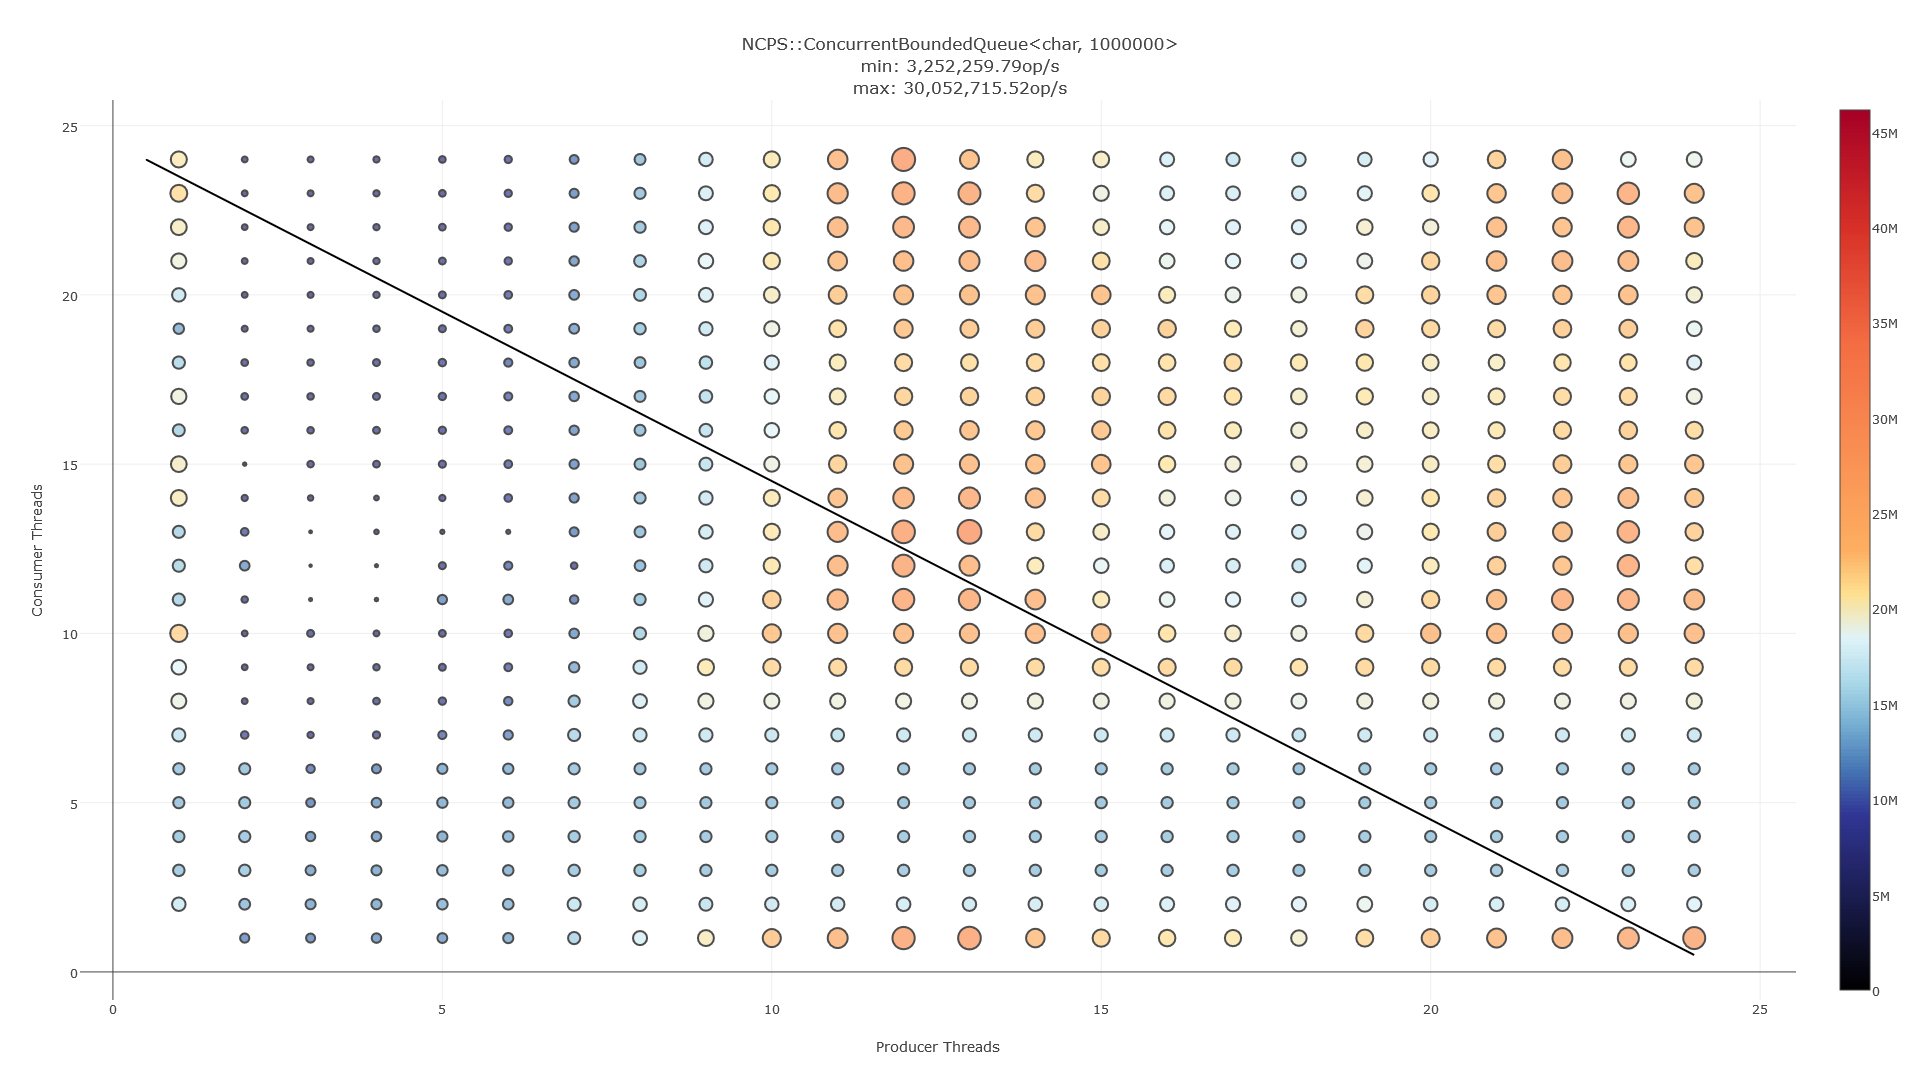 NCPS::ConcurrentBoundedQueue<char, 1000000>
min: 3,252,259.79op/s
max: 30,052,715.52op/s
25
20
15
10
5
0
Consumer Threads
0
5
10
15
20
25
Producer Threads
45M
40M
35M
30M
25M
20M
15M
10M
5M
0